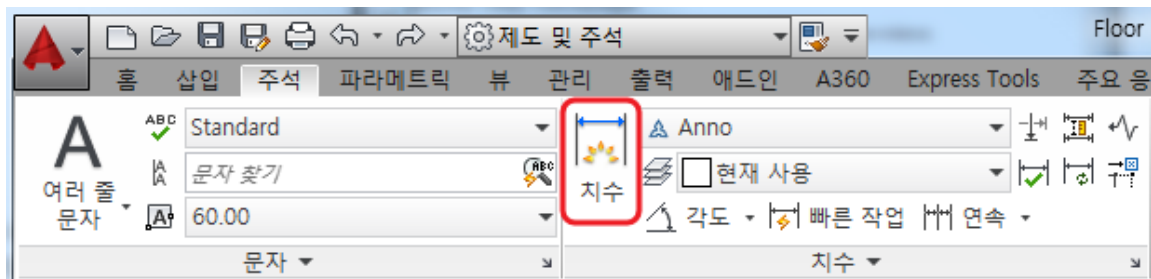 제도 및 주석 Floor
홈 삽입 주석 파라메트릭 뷰 관리 출력 애드인 A360 Express Tools 주요 응
A ABC Standard
치수 Anno
여러 줄 문자 A A 문자 찾기 ABC 현재 사용
A 60.00 각도 빠른 작업 연속
문자 치수